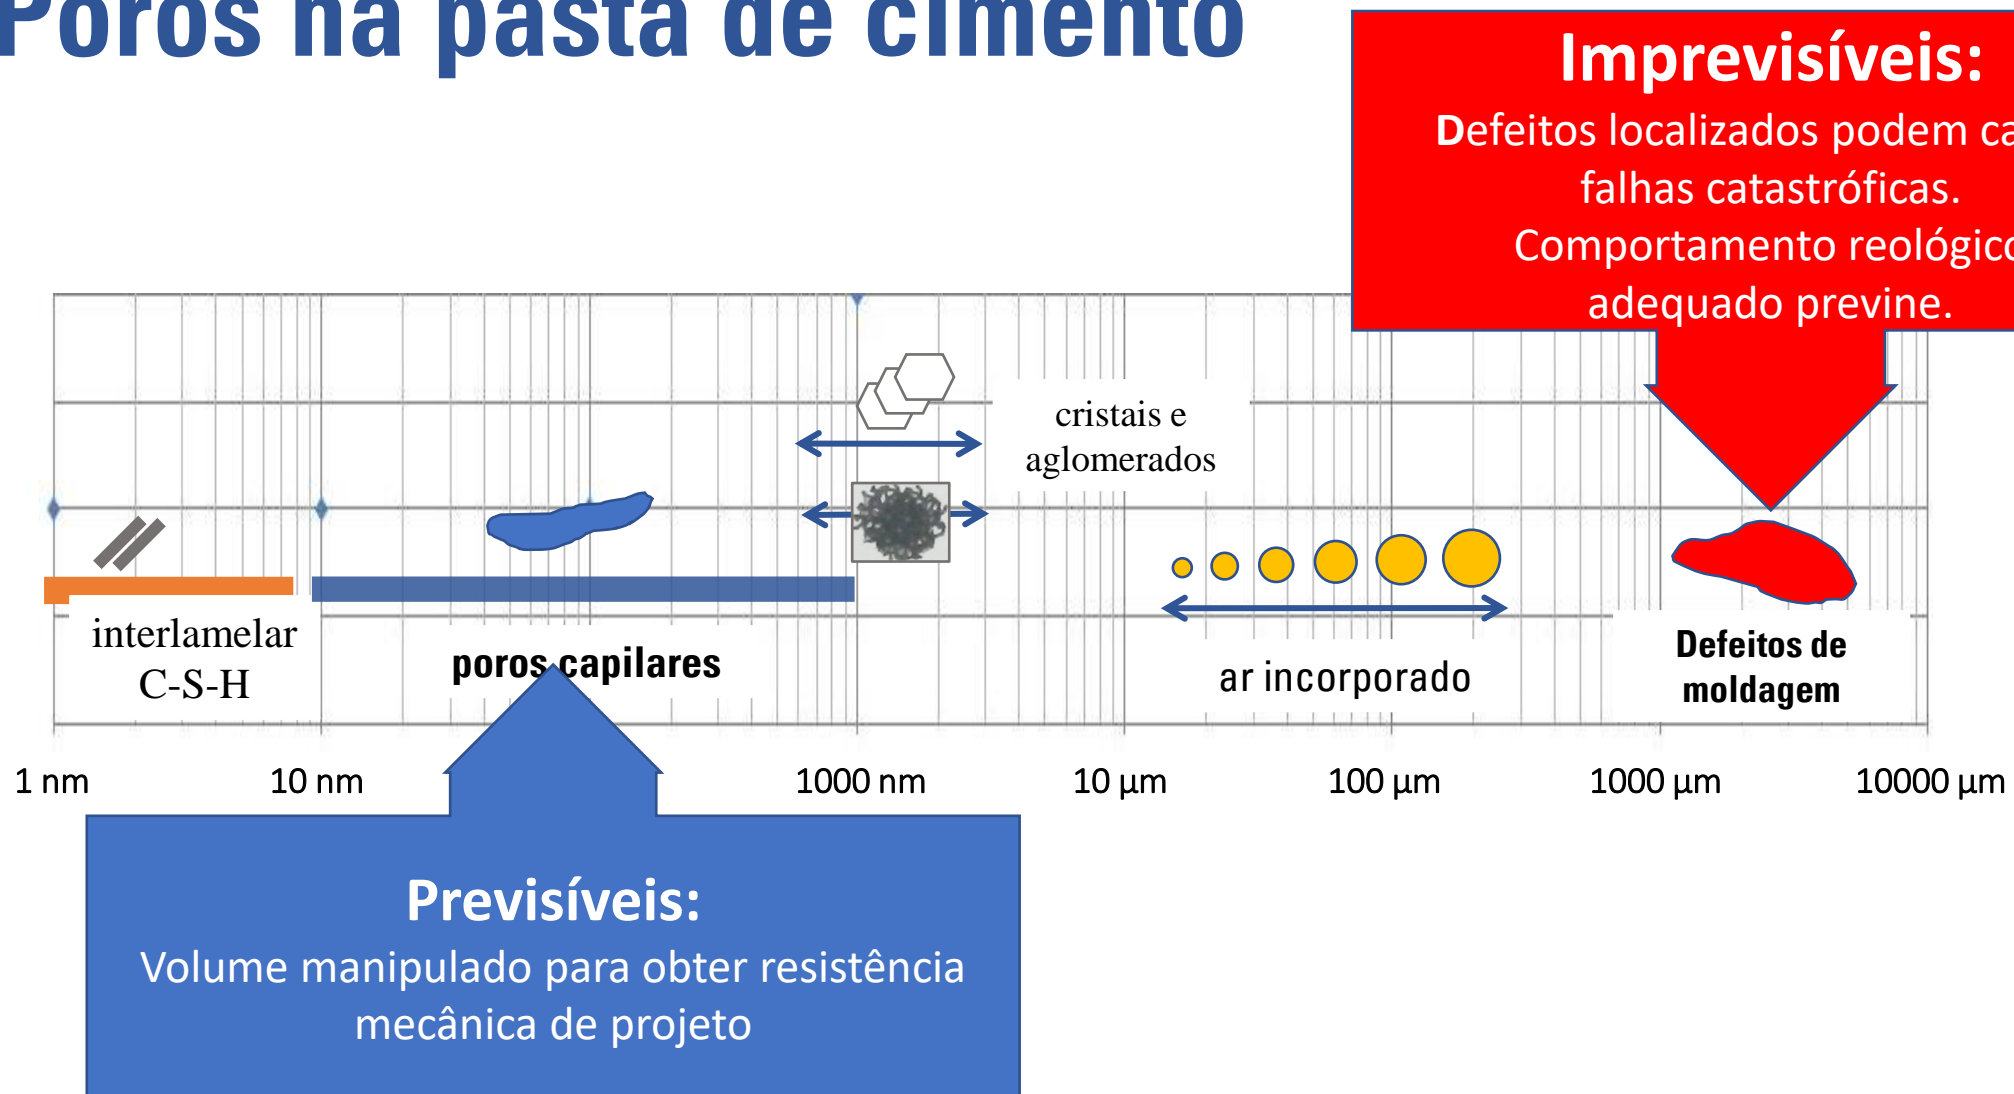 Poros na pasta de cimento
Imprevisíveis:
Defeitos localizados podem
falhas catastróficas.
Comportamento reológico
adequado previne.
cristais e
aglomerados
interlamelar
C-S-H
poros capilares
ar incorporado
Defeitos de
moldagem
1 nm
10 nm
1000 nm
10 µm
100 µm
1000 µm
10000 µm
Previsíveis:
Volume manipulado para obter resistência
mecânica de projeto